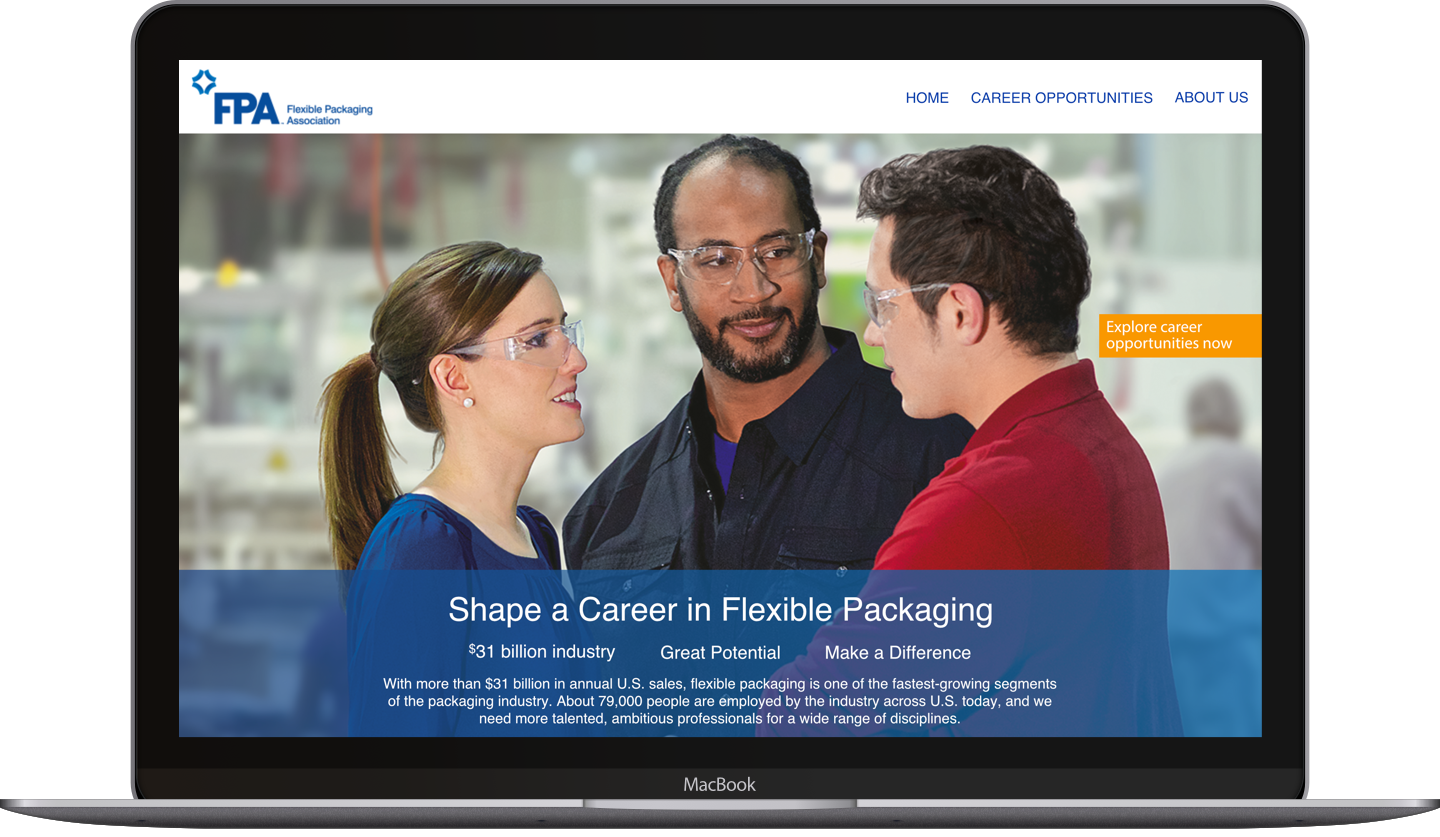 FPA Flexible Packaging
Association
HOME CAREER OPPORTUNITIES ABOUT US
Explore career
opportunities now
Shape a Career in Flexible Packaging
$31 billion industry Great Potential Make a Difference
With more than $31 billion in annual U.S. sales, flexible packaging is one of the fastest-growing segments
of the packaging industry. About 79,000 people are employed by the industry across U.S. today, and we
need more talented, ambitious professionals for a wide range of disciplines.
MacBook